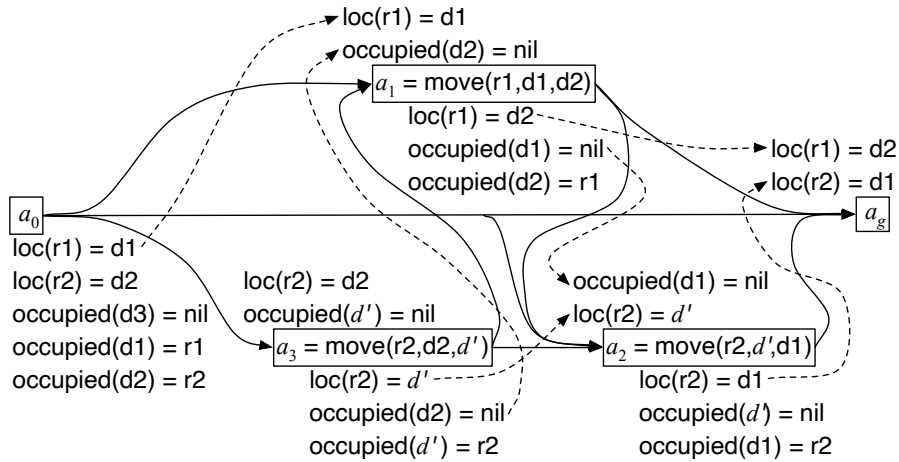 loc(r1) = d1
occupied(d2) = nil
a1 = move(r1,d1,d2)
loc(r1) = d2
occupied(d1) = nil
occupied(d2) = r1
loc(r1) = d2
loc(r2) = d1
a0
ag
loc(r1) = d1
loc(r2) = d2
occupied(d3) = nil
occupied(d1) = r1
occupied(d2) = r2
loc(r2) = d2
occupied(d') = nil
a3 = move(r2,d2,d')
loc(r2) = d'
occupied(d2) = nil
occupied(d') = r2
occupied(d1) = nil
loc(r2) = d'
a2 = move(r2,d',d1)
loc(r2) = d1
occupied(d') = nil
occupied(d1) = r2